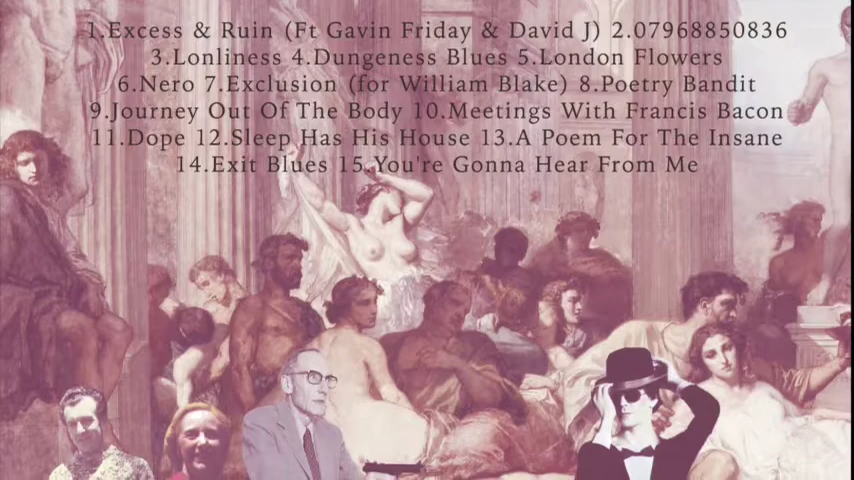 1.Excess & Ruin (Ft Gavin Friday & David J) 2.07968850836
3.Lonliness 4.Dungeness Blues 5.London Flowers
6.Nero 7.Exclusion (for William Blake) 8.Poetry Bandit
9.Journey Out Of The Body 10.Meetings With Francis Bacon
11.Dope 12.Sleep Has His House 13.A Poem For The Insane
14.Exit Blues 15.You're Gonna Hear From Me